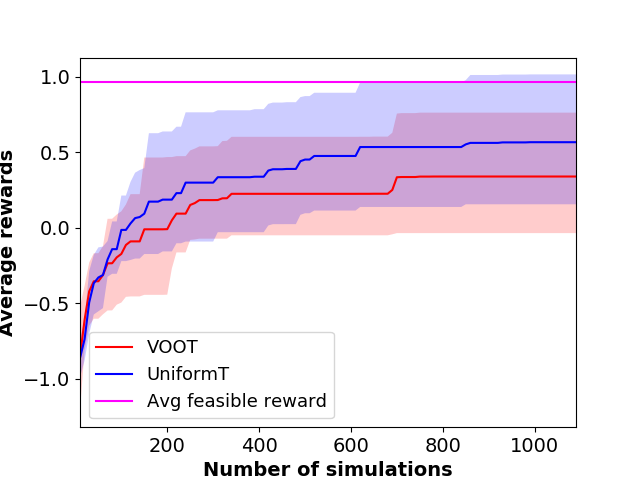 1.0
0.5
0.0
−0.5
−1.0
Average rewards
VOOT
UniformT
Avg feasible reward
200 400 600 800 1000
Number of simulations